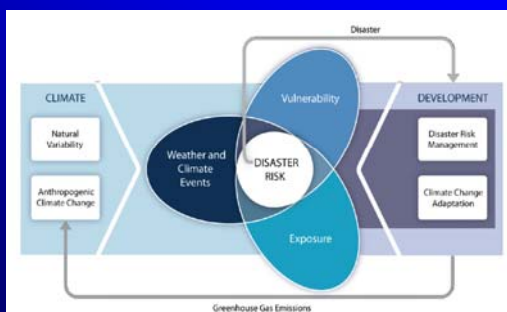 Disaster
CLIMATE
Natural
Variability
Anthropogenic
Climate Change
Vulnerability
Weather and
Climate
Events
DISASTER
RISK
Exposure
DEVELOPMENT
Disaster Risk
Management
Climate Change
Adaptation
Greenhouse Gas Emissions